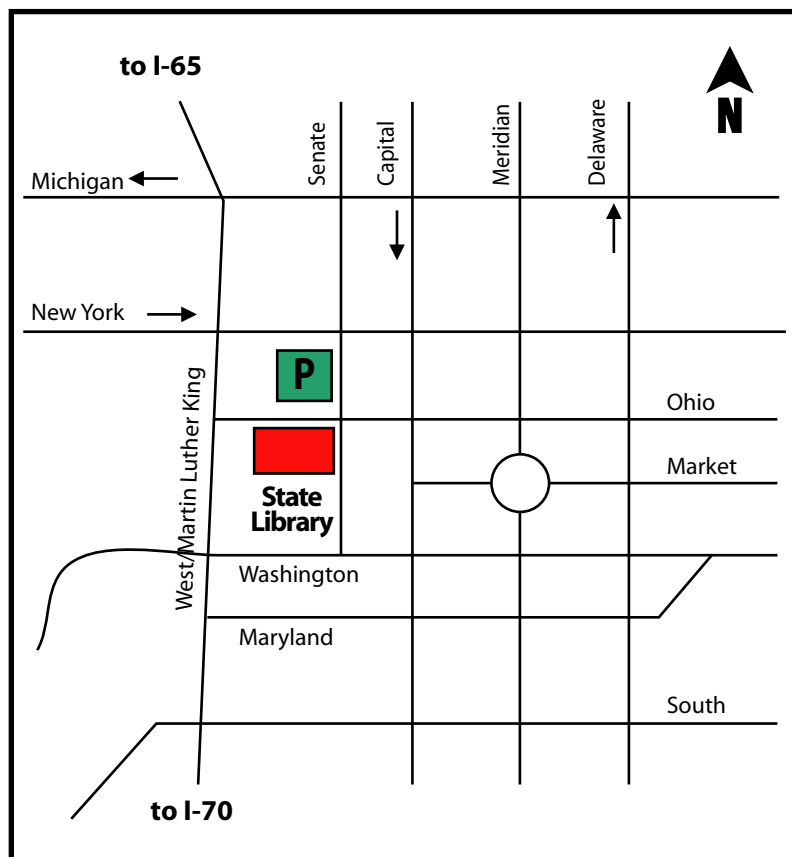 to I-65
N
Senate
Capital
Meridian
Delaware
Michigan
New York
P
Ohio
West/Martin Luther King
Market
State
Library
Washington
Maryland
South
to I-70